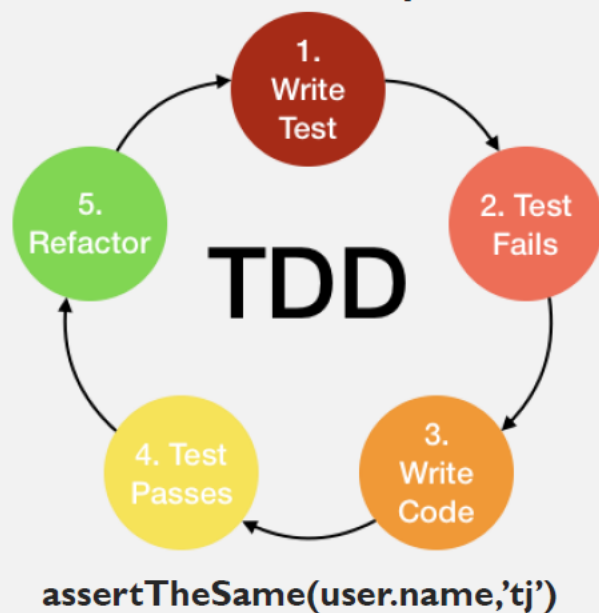 1.
Write
Test
2. Test
Fails
3.
Write
Code
4. Test
Passes
5.
Refactor
TDD
assertTheSame(user.name,’tj’)